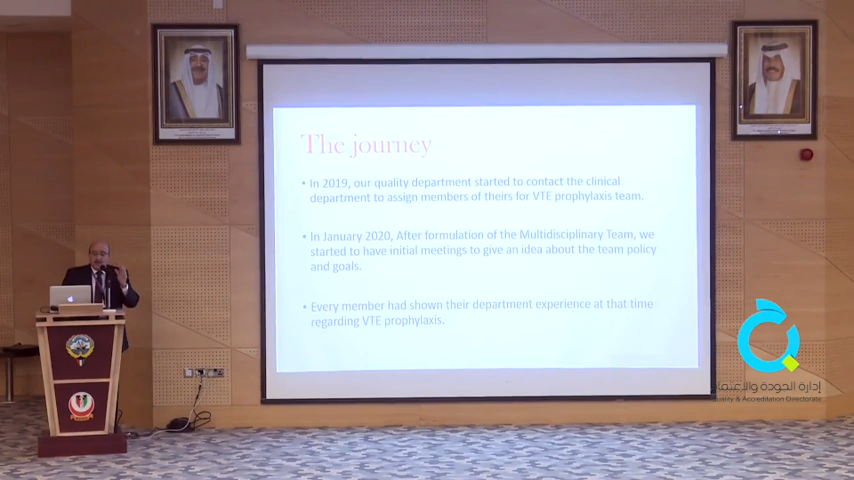 The journey
• In 2019, our quality department started to contact the clinical
department to assign members of theirs for VTE prophylaxis team.
• In January 2020, After formulation of the Multidisciplinary Team, we
started to have initial meetings to give an idea about the team policy
and goals.
• Every member had shown their department experience at that time
regarding VTE prophylaxis.
إدارة الجودة والإعتماد
Quality & Accreditation Directorate